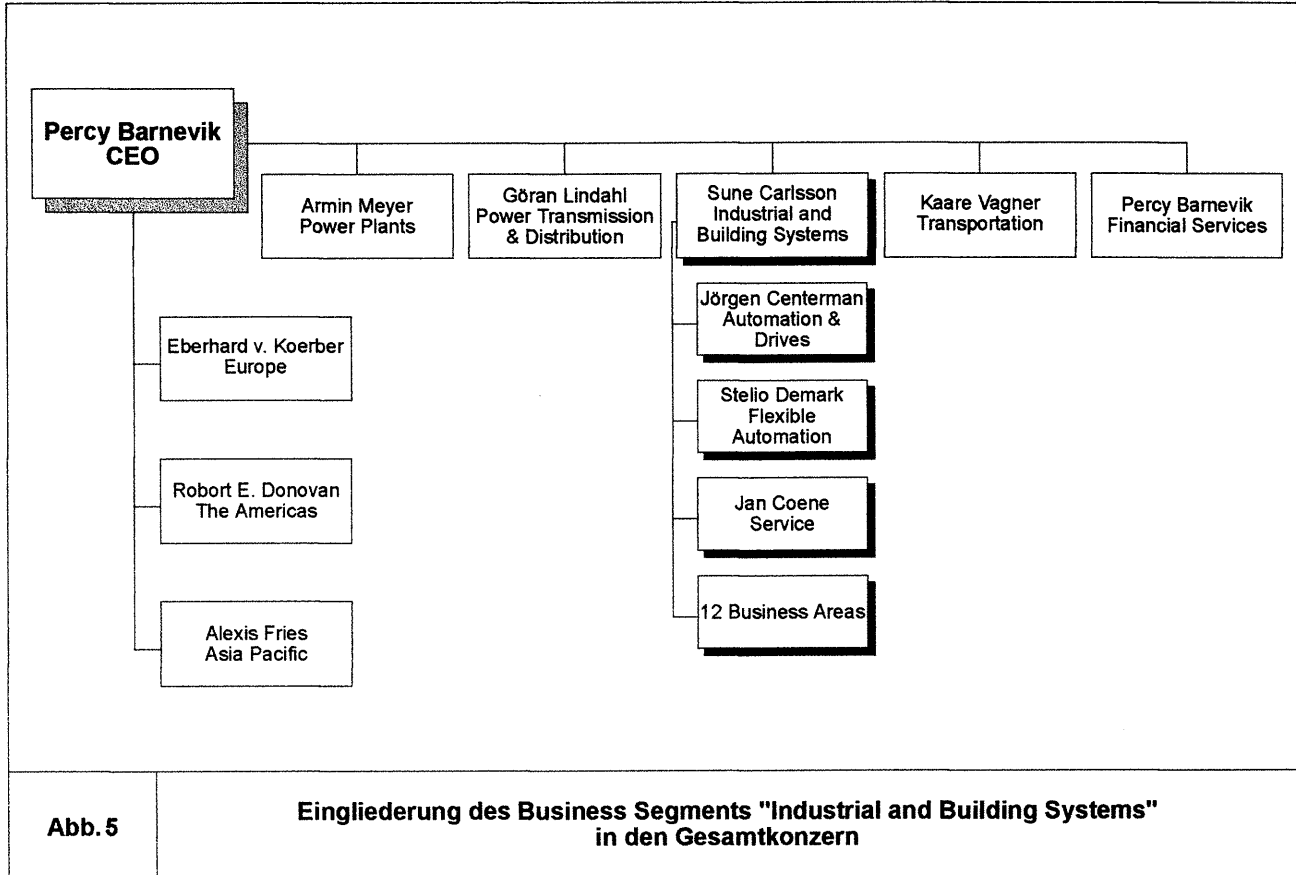 Percy Barnevik
CEO
Armin Meyer
Power Plants
Göran Lindahl
Power Transmission
& Distribution
Sune Carlsson
Industrial and
Building Systems
Kaare Vagner
Transportation
Percy Barnevik
Financial Services
Eberhard v. Koerber
Europe
Robort E. Donovan
The Americas
Alexis Fries
Asia Pacific
Jörgen Centerman
Automation &
Drives
Stelio Demark
Flexible
Automation
Jan Coene
Service
12 Business Areas
Abb. 5
Eingliederung des Business Segments "Industrial and Building Systems"
in den Gesamtkonzern